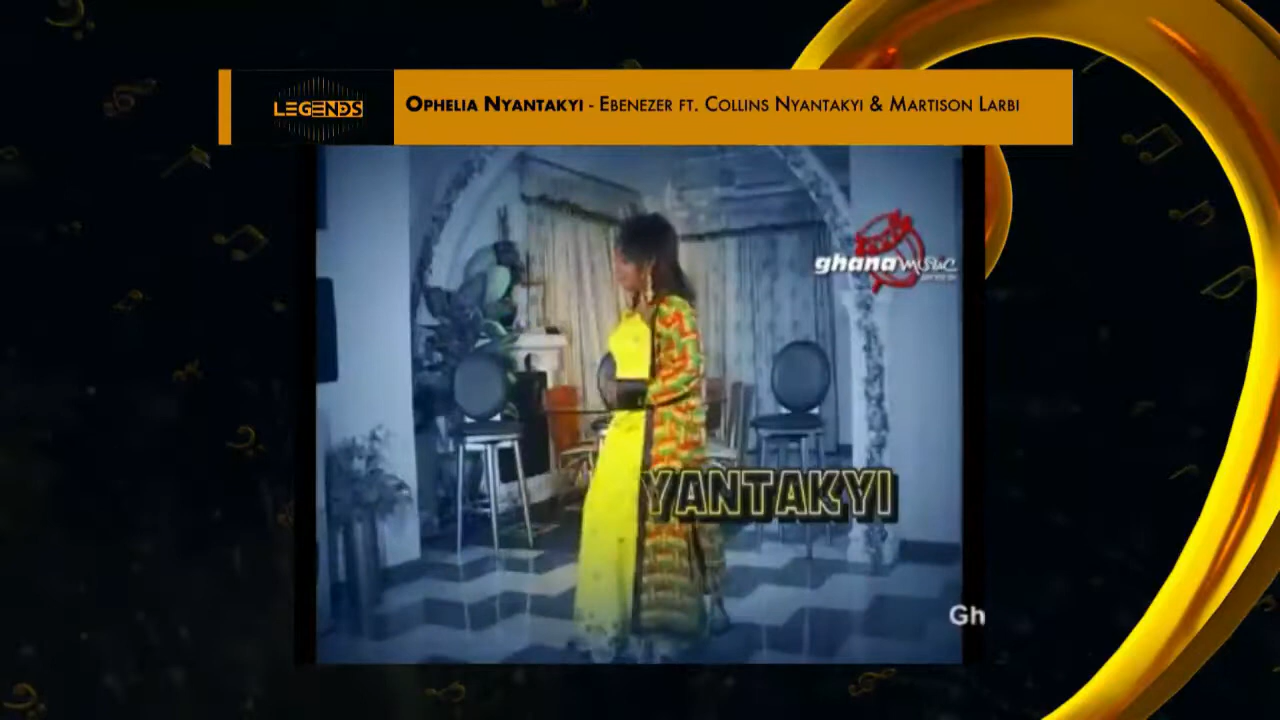 LEGENDS
OPHELIA NYANTAKYI - EBENEZER FT. COLLINS NYANTAKYI & MARTISON LARBI
ghana music
YANTAKYI
Gh